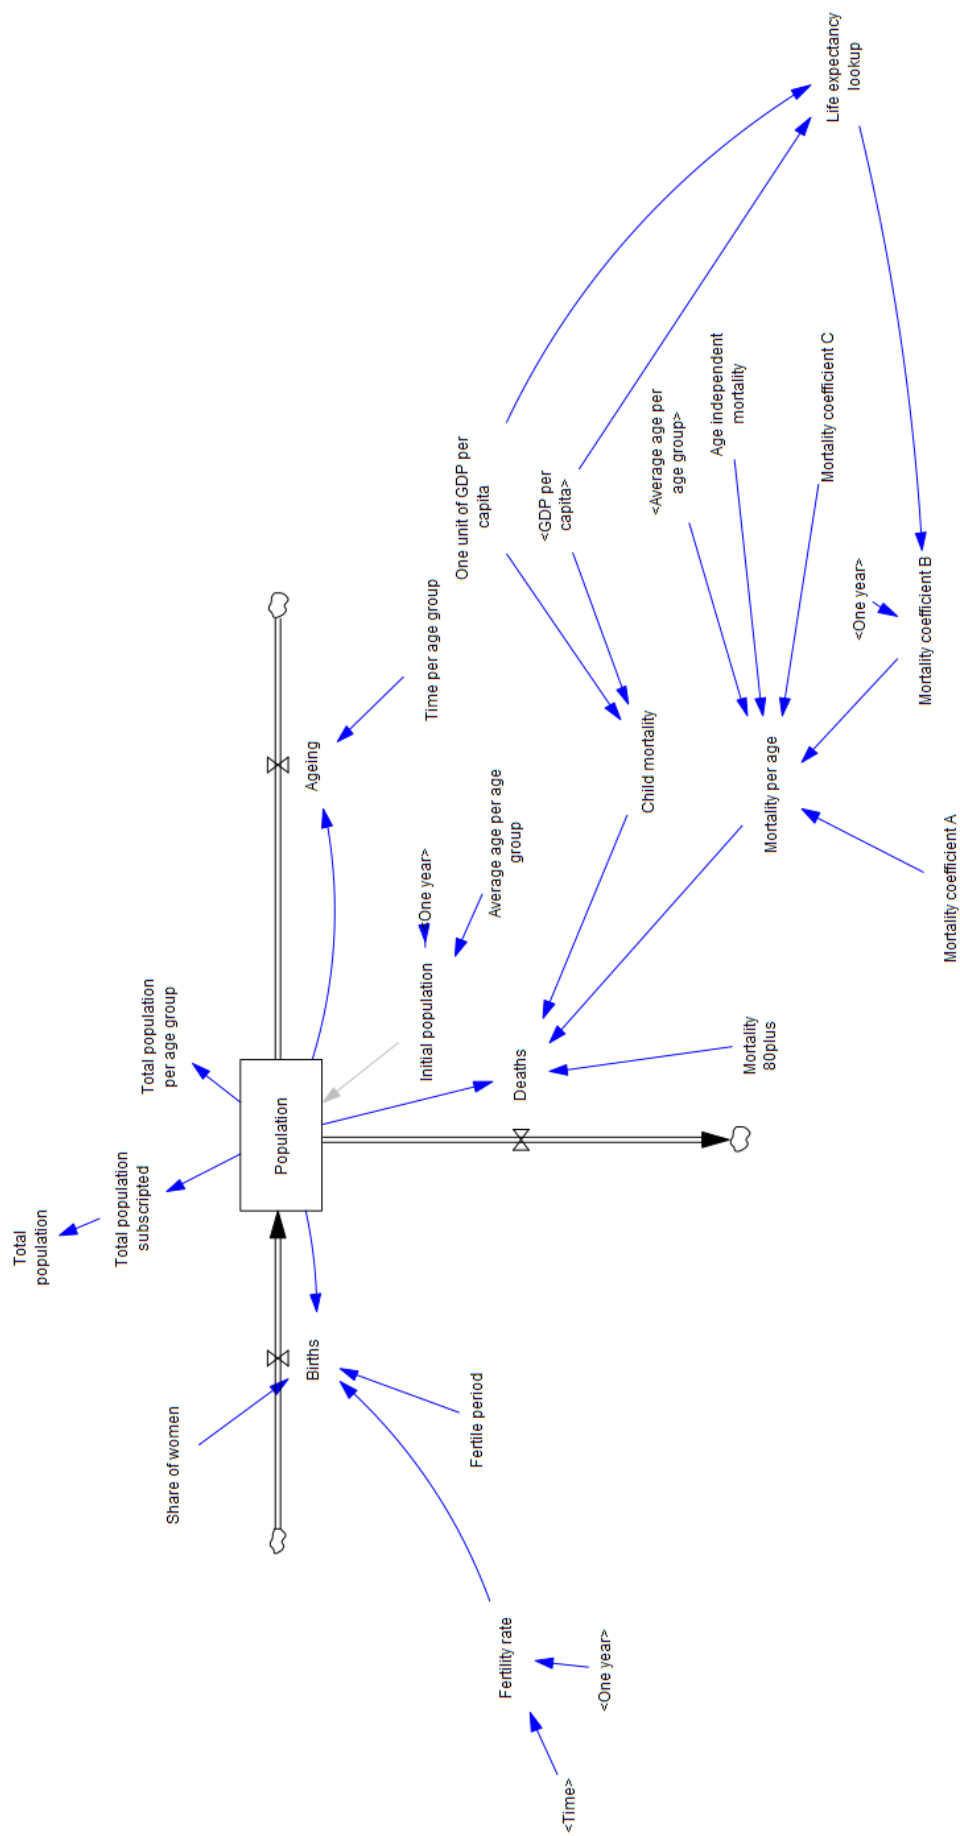 Total
population
Total population
subscripted
Total population
per age group
Share of women
Population
Births
Ageing
Time per age group
Initial population
<One year>
Average age per age
group
Fertile period
Fertility rate
<One year>
<Time>
Deaths
Mortality
80plus
One unit of GDP per
capita
<GDP per
capita>
Child mortality
<Average age per
age group>
Age independent
mortality
Mortality coefficient C
Mortality per age
Mortality coefficient A
<One year>
Mortality coefficient B
Life expectancy
lookup